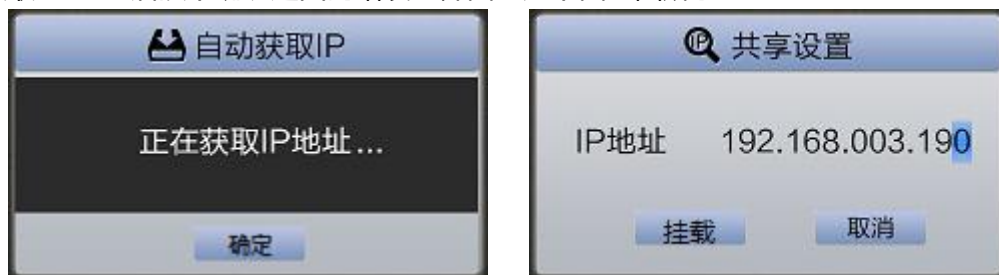 自动获取IP
正在获取IP地址...
确定
共享设置
IP地址 192.168.003.190
挂载 取消